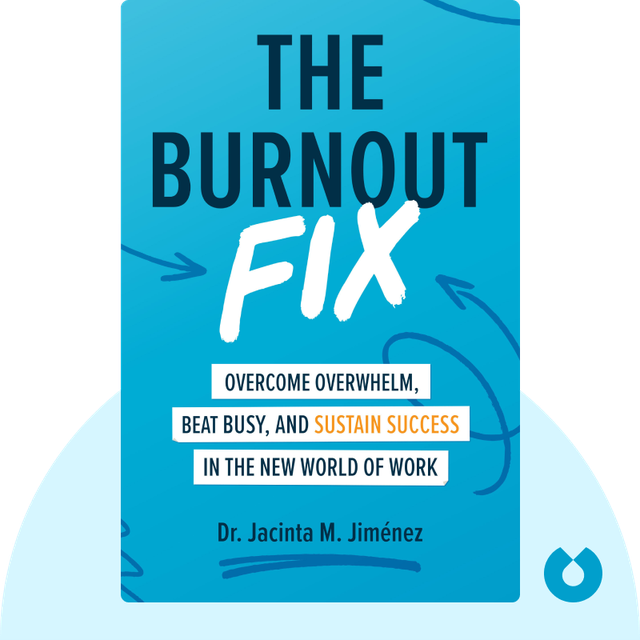 THE
BURNOUT
FIX
OVERCOME OVERWHELM,
BEAT BUSY, AND SUSTAIN SUCCESS
IN THE NEW WORLD OF WORK
Dr. Jacinta M. Jiménez